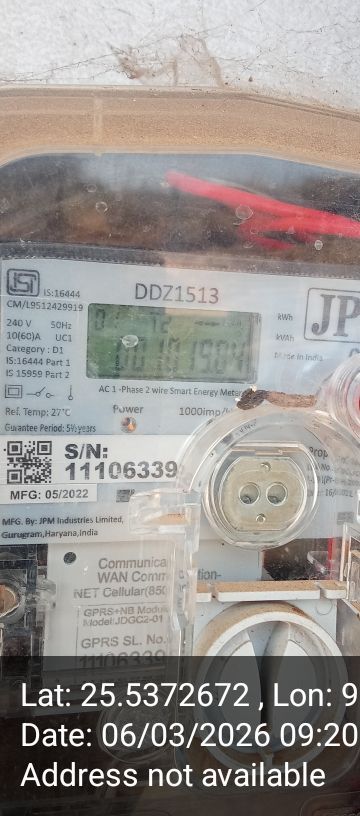 IS:16444
CM/L9512429919
DDZ1513
240 V 50Hz
10(60)A UC1
Category : D1
IS:16444 Part 1
IS 15959 Part 2
kWh
kVAh
Made in India
JP
AC 1 -Phase 2 wire Smart Energy Meter
Ref. Temp: 27°C
Power
1000imp/k
Guarantee Period: 5½ years
S/N:
11106339
MFG: 05/2022
MFG. By: JPM Industries Limited,
Gurugram,Haryana,India
Communica
WAN Comm
NET Cellular(850
GPRS+NB Modul
Model:JDGC2-01
GPRS SL. No.
11106339
Lat: 25.5372672 , Lon: 9
Date: 06/03/2026 09:20
Address not available